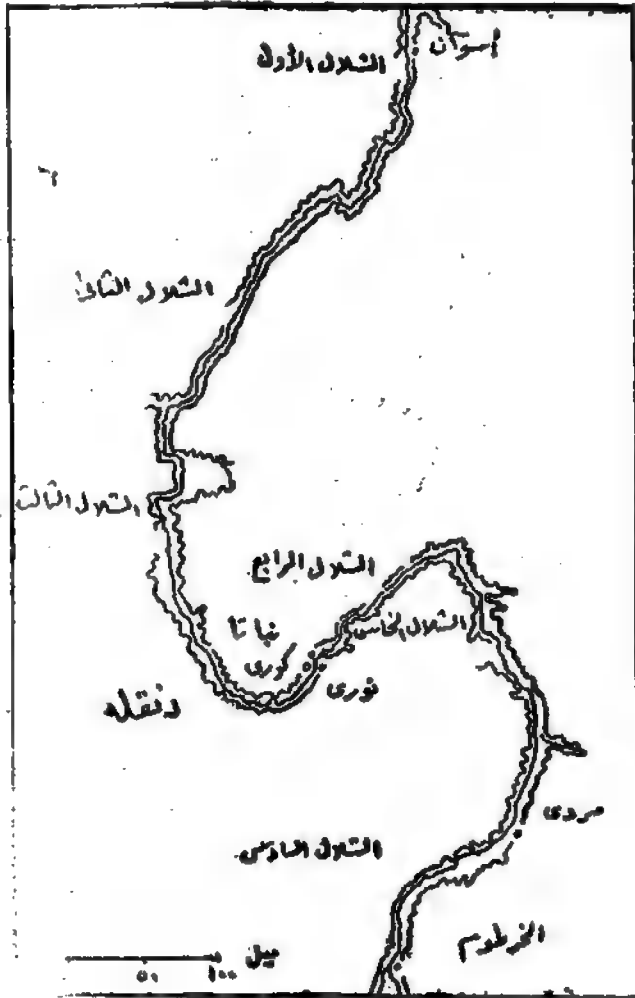 أسوان
الشلال الأول
الشلال الثانى
الشلال الثالث
الشلال الرابع
الشلال الخامس
نباتا
كورى
نورى
دنقله
مروى
الشلال السادس
الخرطوم
ميل
٥٠ ١٠٠